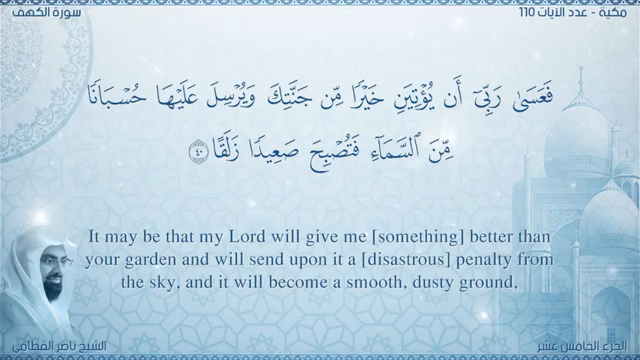 مكية - عدد الآيات 110
سورة الكهف
فَعَسَىٰ رَبِّىٓ أَن يُؤْتِيَنِ خَيْرًا مِّن جَنَّتِكَ وَيُرْسِلَ عَلَيْهَا حُسْبَانًا
مِّنَ ٱلسَّمَآءِ فَتُصْبِحَ صَعِيدًا زَلَقًا ٤٠
It may be that my Lord will give me [something] better than
your garden and will send upon it a [disastrous] penalty from
the sky, and it will become a smooth, dusty ground,
الجزء الخامس عشر
الشيخ ناصر القطامي